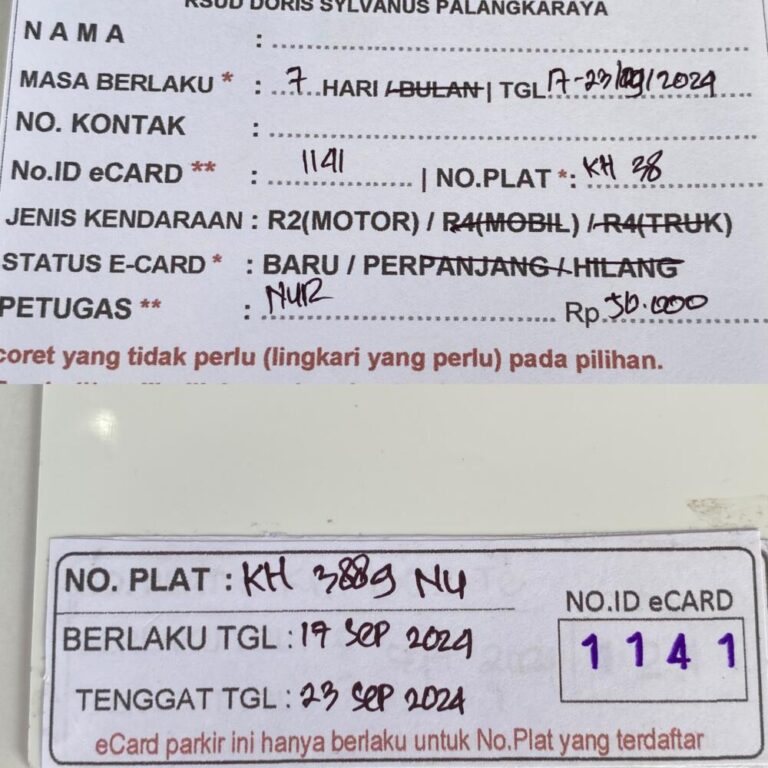 RSUD DORIS SYLVANUS PALANGKARAYA
NAMA :
MASA BERLAKU * : 7 HARI / BULAN | TGL 17-23/09/2024
NO. KONTAK :
No.ID eCARD ** : 1141 | NO.PLAT *: KH 38
JENIS KENDARAAN : R2(MOTOR) / R4(MOBIL) / R4(TRUK)
STATUS E-CARD * : BARU / PERPANJANG / HILANG
PETUGAS ** : NUR Rp. 50.000
coret yang tidak perlu (lingkari yang perlu) pada pilihan.
NO. PLAT : KH 3889 NU
BERLAKU TGL : 17 SEP 2024
TENGGAT TGL : 23 SEP 2024
NO.ID eCARD
1141
eCard parkir ini hanya berlaku untuk No.Plat yang terdaftar